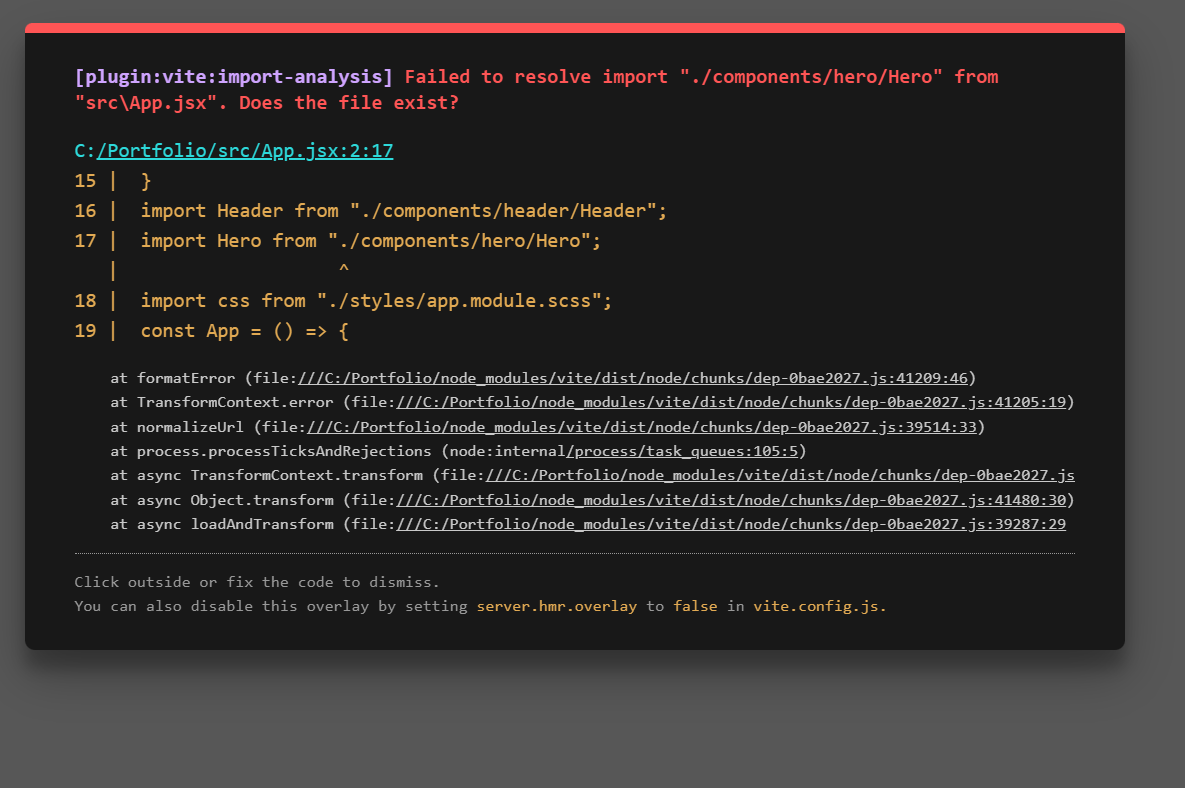 [plugin:vite:import-analysis] Failed to resolve import "./components/hero/Hero" from
"src\App.jsx". Does the file exist?
C:/Portfolio/src/App.jsx:2:17
15 |  }
16 |  import Header from "./components/header/Header";
17 |  import Hero from "./components/hero/Hero";
   |                    ^
18 |  import css from "./styles/app.module.scss";
19 |  const App = () => {
at formatError (file:///C:/Portfolio/node_modules/vite/dist/node/chunks/dep-0bae2027.js:41209:46)
at TransformContext.error (file:///C:/Portfolio/node_modules/vite/dist/node/chunks/dep-0bae2027.js:41205:19)
at normalizeUrl (file:///C:/Portfolio/node_modules/vite/dist/node/chunks/dep-0bae2027.js:39514:33)
at process.processTicksAndRejections (node:internal/process/task_queues:105:5)
at async TransformContext.transform (file:///C:/Portfolio/node_modules/vite/dist/node/chunks/dep-0bae2027.js
at async Object.transform (file:///C:/Portfolio/node_modules/vite/dist/node/chunks/dep-0bae2027.js:41480:30)
at async loadAndTransform (file:///C:/Portfolio/node_modules/vite/dist/node/chunks/dep-0bae2027.js:39287:29
Click outside or fix the code to dismiss.
You can also disable this overlay by setting server.hmr.overlay to false in vite.config.js.